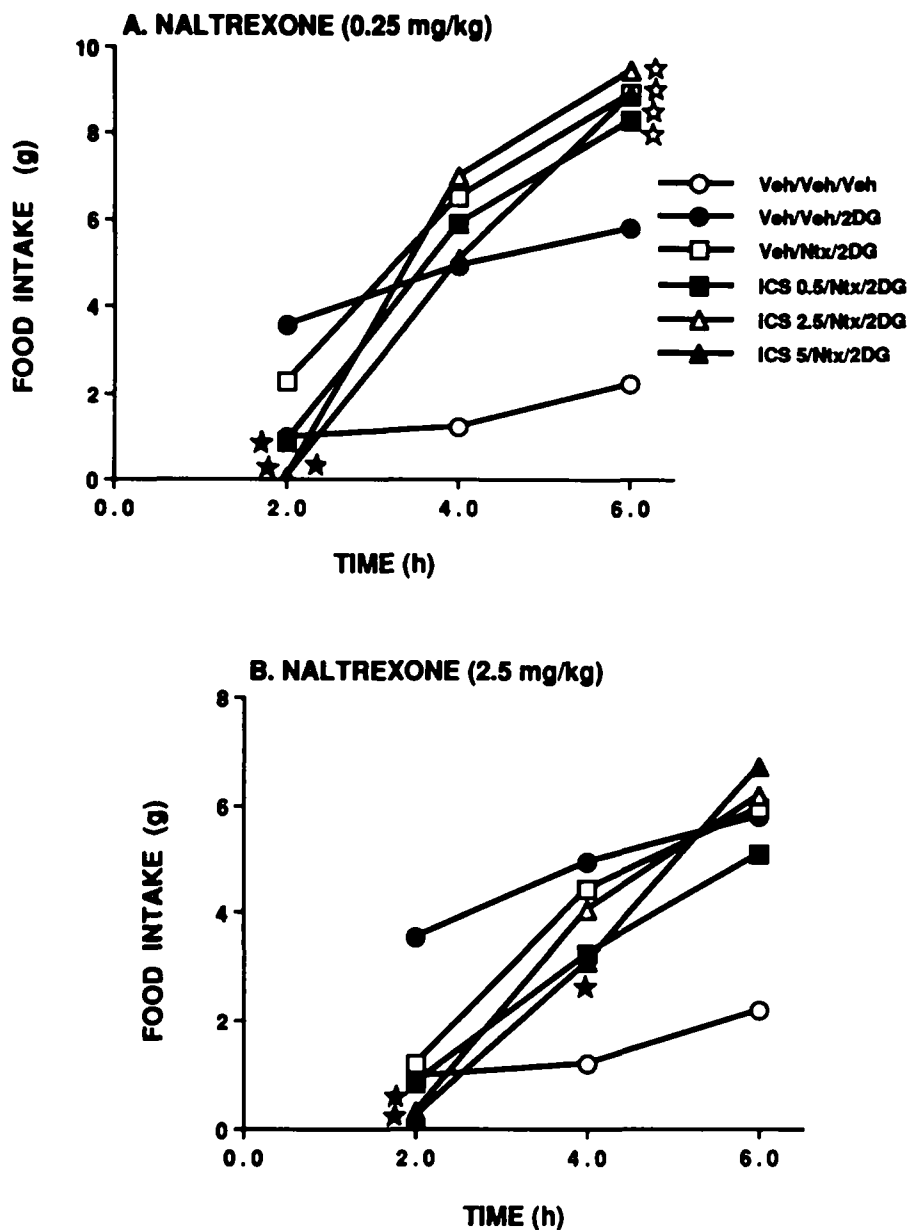 A. NALTREXONE (0.25 mg/kg)
10
8
6
4
2
0
FOOD INTAKE (g)
0.0 2.0 4.0 6.0
TIME (h)
Veh/Veh/Veh
Veh/Veh/2DG
Veh/Ntx/2DG
ICS 0.5/Ntx/2DG
ICS 2.5/Ntx/2DG
ICS 5/Ntx/2DG
B. NALTREXONE (2.5 mg/kg)
8
6
4
2
0
FOOD INTAKE (g)
0.0 2.0 4.0 6.0
TIME (h)